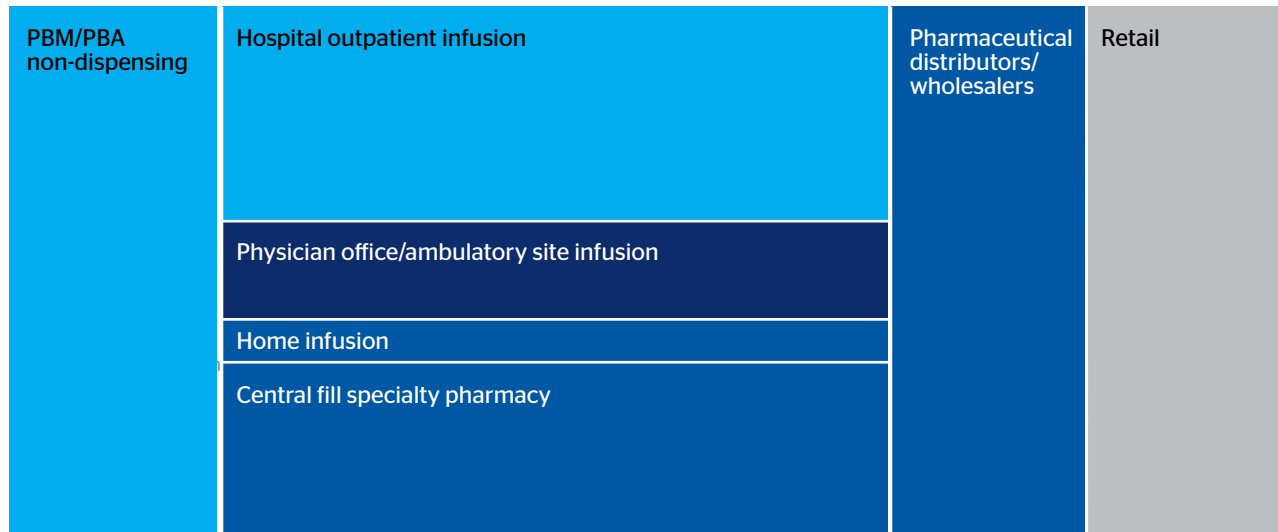 PBM/PBA
non-dispensing
Hospital outpatient infusion
Pharmaceutical
distributors/
wholesalers
Retail
Physician office/ambulatory site infusion
Home infusion
Central fill specialty pharmacy